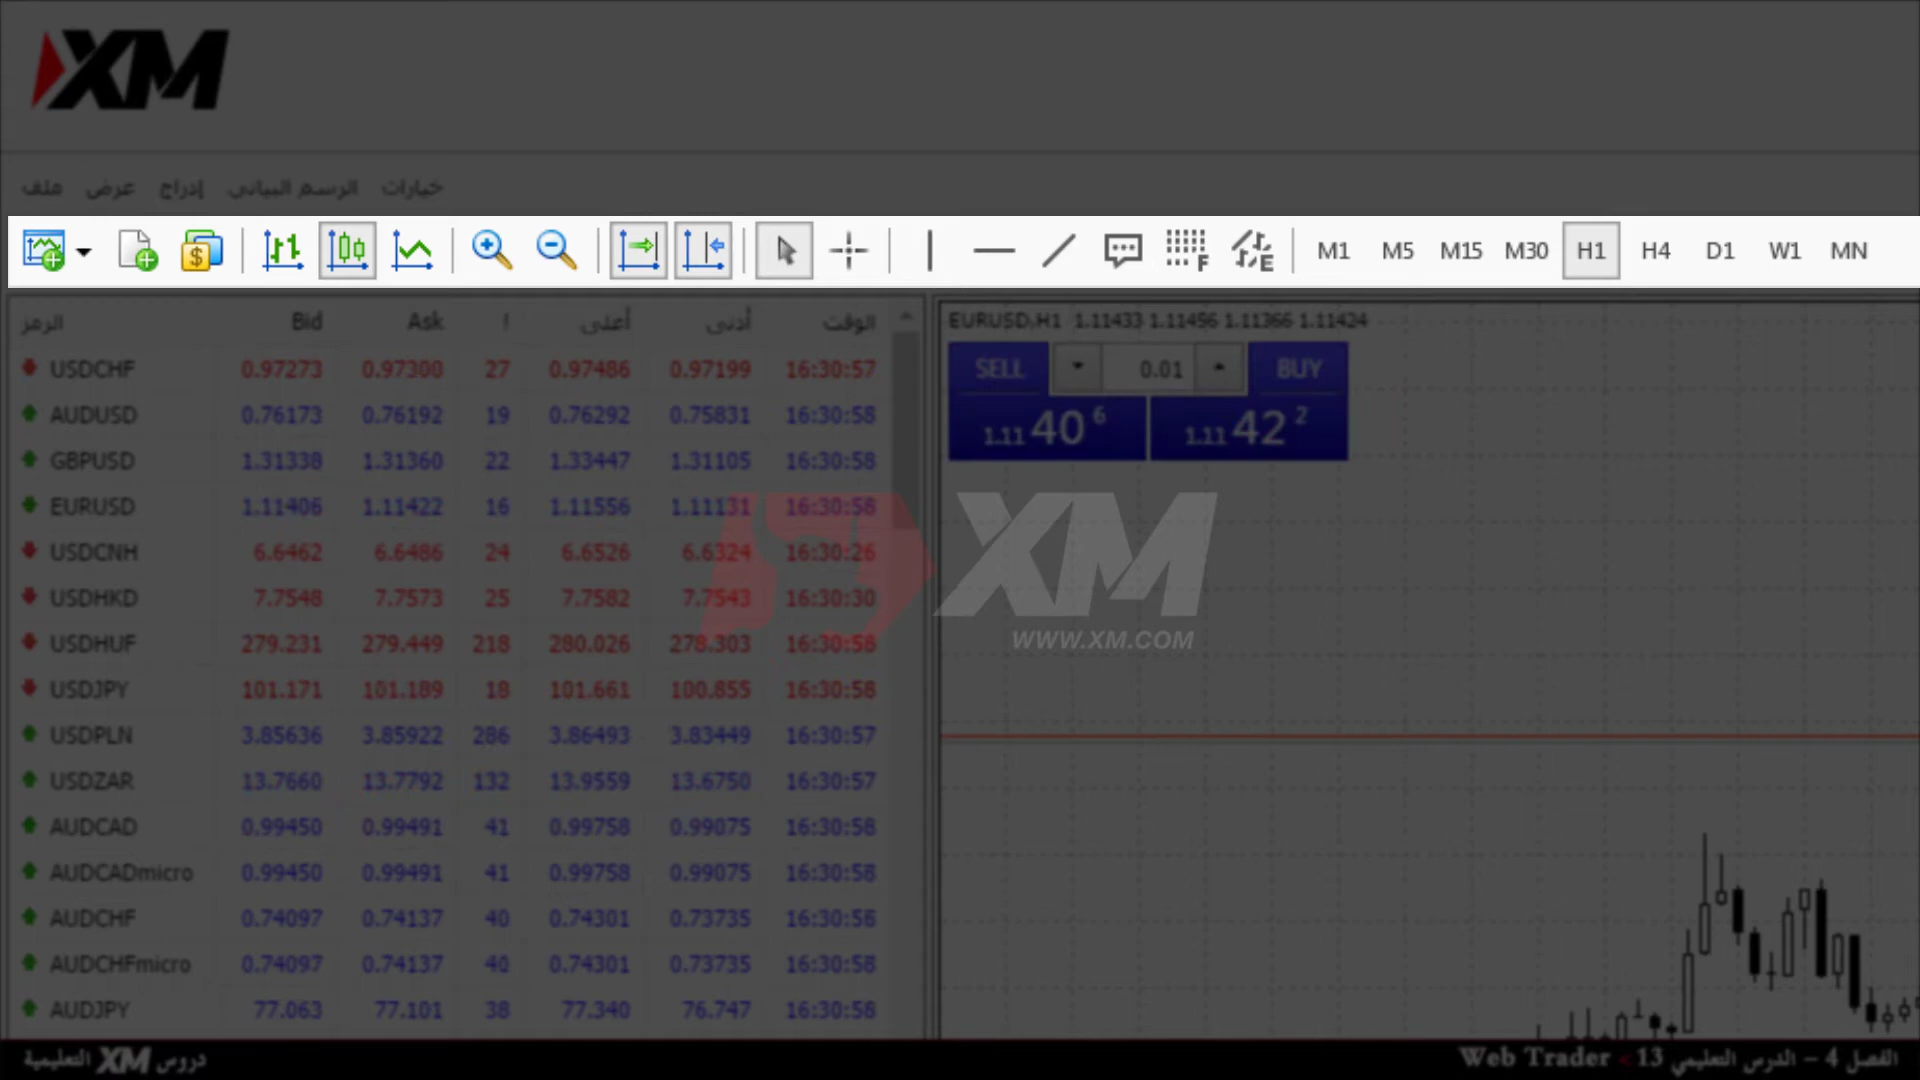 XM
ملف عرض إدراج الرسم البياني خيارات
F E M1 M5 M15 M30 H1 H4 D1 W1 MN
الرمز Bid Ask ! أعلى أدنى الوقت
USDCHF 0.97273 0.97300 27 0.97486 0.97199 16:30:57
AUDUSD 0.76173 0.76192 19 0.76292 0.75831 16:30:58
GBPUSD 1.31338 1.31360 22 1.33447 1.31105 16:30:58
EURUSD 1.11406 1.11422 16 1.11556 1.11131 16:30:58
USDCNH 6.6462 6.6486 24 6.6526 6.6324 16:30:26
USDHKD 7.7548 7.7573 25 7.7582 7.7543 16:30:30
USDHUF 279.231 279.449 218 280.026 278.303 16:30:58
USDJPY 101.171 101.189 18 101.661 100.855 16:30:58
USDPLN 3.85636 3.85922 286 3.86493 3.83449 16:30:57
USDZAR 13.7660 13.7792 132 13.9559 13.6750 16:30:57
AUDCAD 0.99450 0.99491 41 0.99758 0.99075 16:30:58
AUDCADmicro 0.99450 0.99491 41 0.99758 0.99075 16:30:58
AUDCHF 0.74097 0.74137 40 0.74301 0.73735 16:30:58
AUDCHFmicro 0.74097 0.74137 40 0.74301 0.73735 16:30:58
AUDJPY 77.063 77.101 38 77.340 76.747 16:30:58
EURUSD,H1 1.11433 1.11456 1.11366 1.11424
SELL 0.01 BUY
1.11 40 6 1.11 42 2
XM
WWW.XM.COM
دروس XM التعليمية
الفصل 4 – الدرس التعليمي 13 > Web Trader